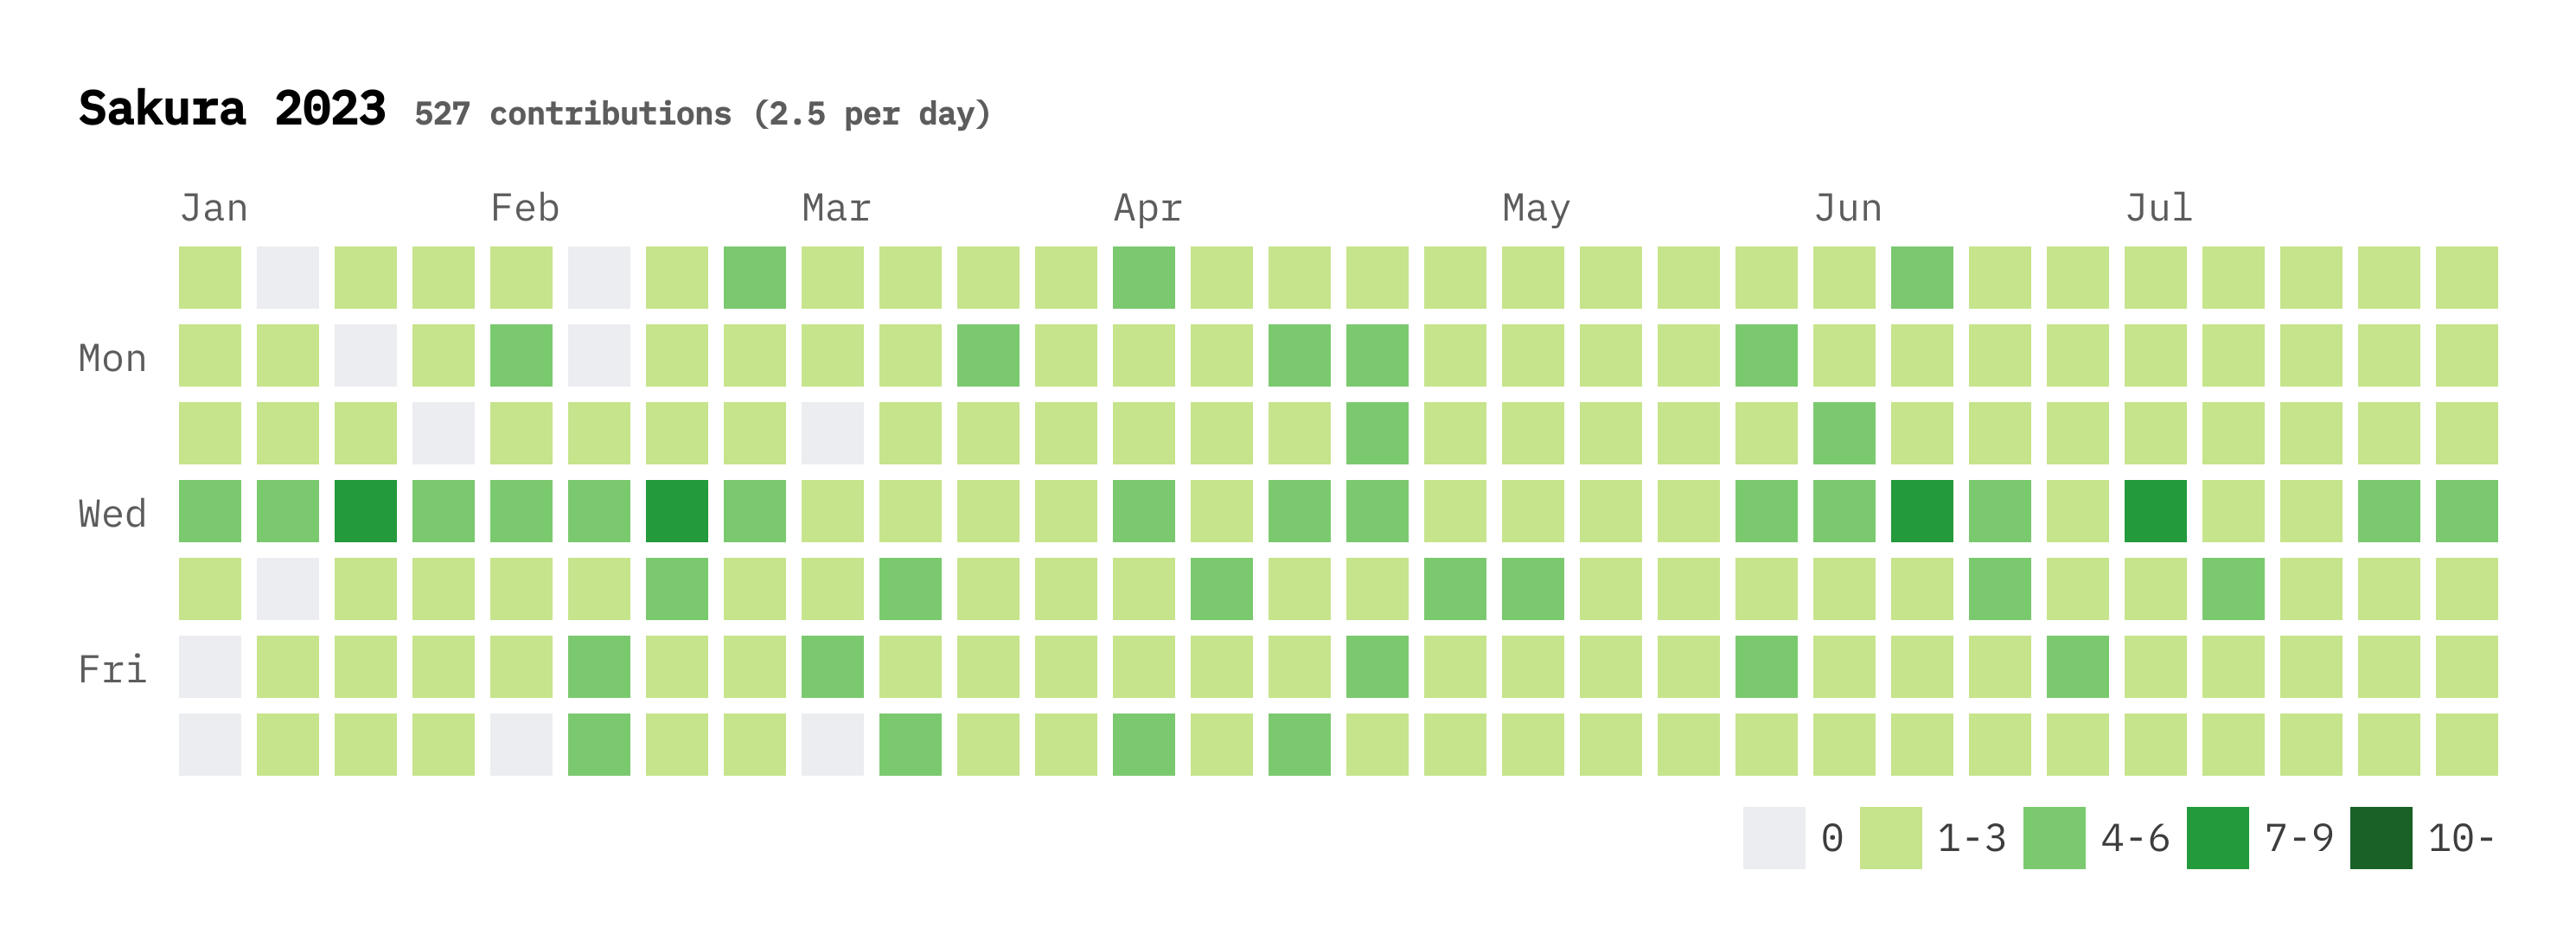 Sakura 2023 527 contributions (2.5 per day)
Jan Feb Mar Apr May Jun Jul
Mon
Wed
Fri
0 1-3 4-6 7-9 10-